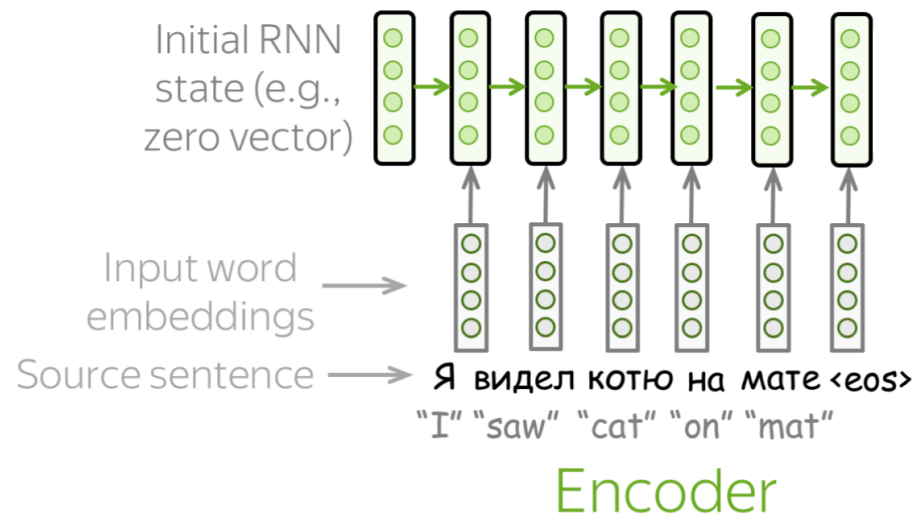 Initial RNN
state (e.g.,
zero vector)
Input word
embeddings
Source sentence
Я видел котю на мате <eos>
“I” “saw” “cat” “on” “mat”
Encoder